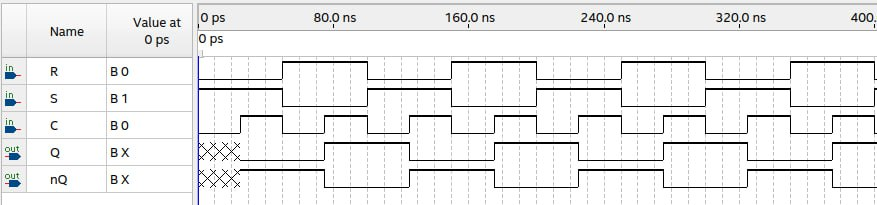 Name Value at 0 ps 0 ps 80.0 ns 160.0 ns 240.0 ns 320.0 ns 400.
0 ps
in R B 0
in S B 1
in C B 0
out Q B X
out nQ B X